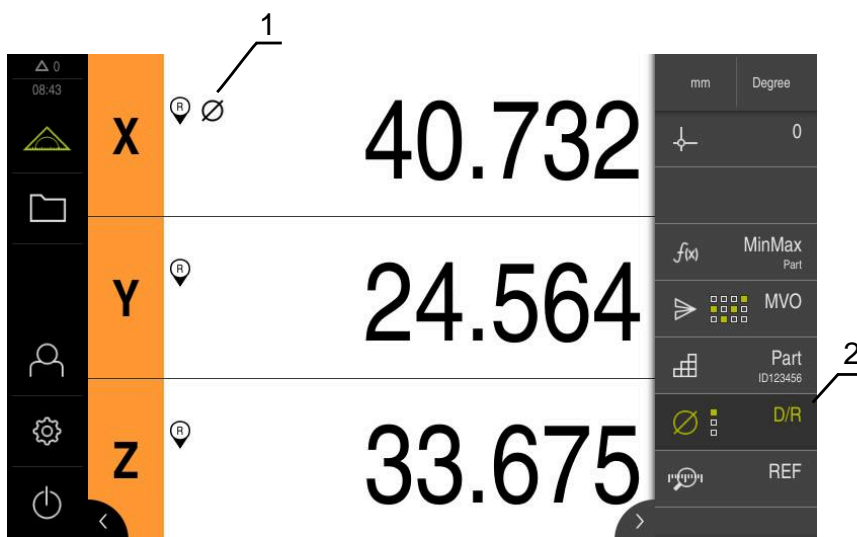 1
0
08:43
X
R
40.732
mm
Degree
0
Y
R
24.564
f(x)
MinMax
Part
MVO
2
Part
ID123456
D/R
Z
R
33.675
REF